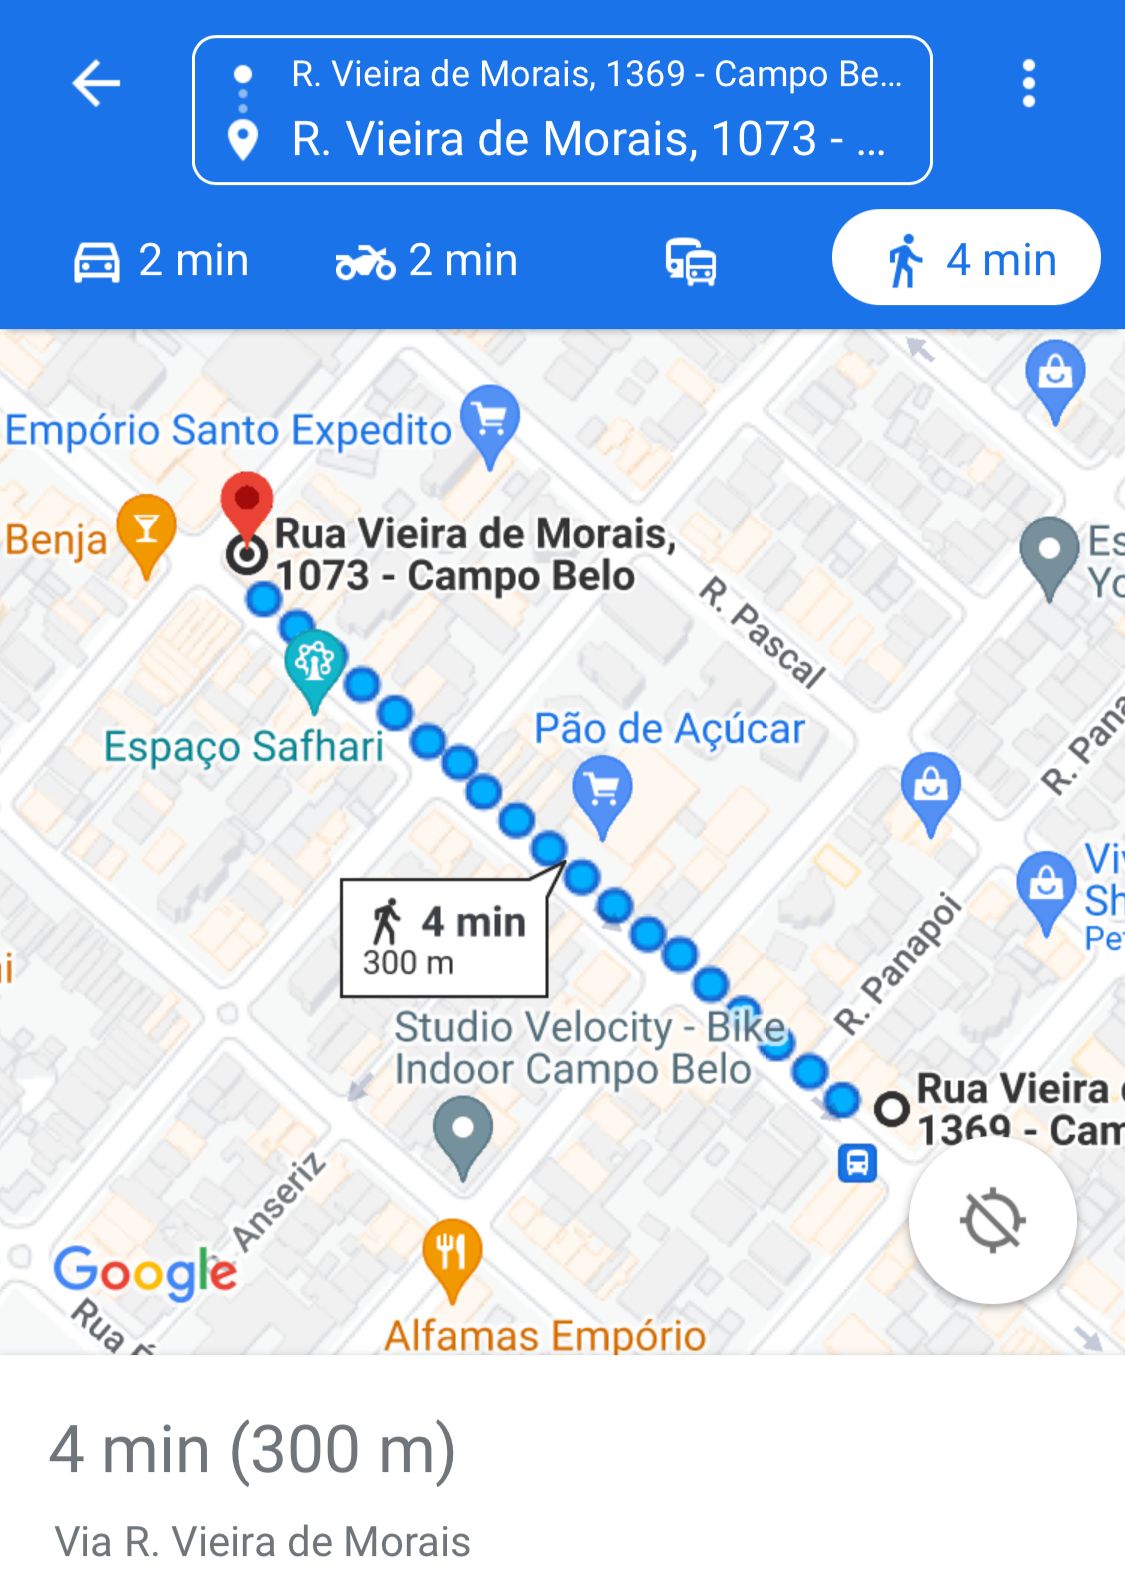 R. Vieira de Morais, 1369 - Campo Be...
R. Vieira de Morais, 1073 - ...
2 min
2 min
4 min
Empório Santo Expedito
Benja
Rua Vieira de Morais,
1073 - Campo Belo
Es
Yo
R. Pascal
R. Pana
Espaço Safhari
Pão de Açúcar
Vi
Sh
Pe
4 min
300 m
R. Panapoi
i
Studio Velocity - Bike
Indoor Campo Belo
Rua Vieira
1369 - Cam
Anseriz
Google
Rua
Alfamas Empório
4 min (300 m)
Via R. Vieira de Morais